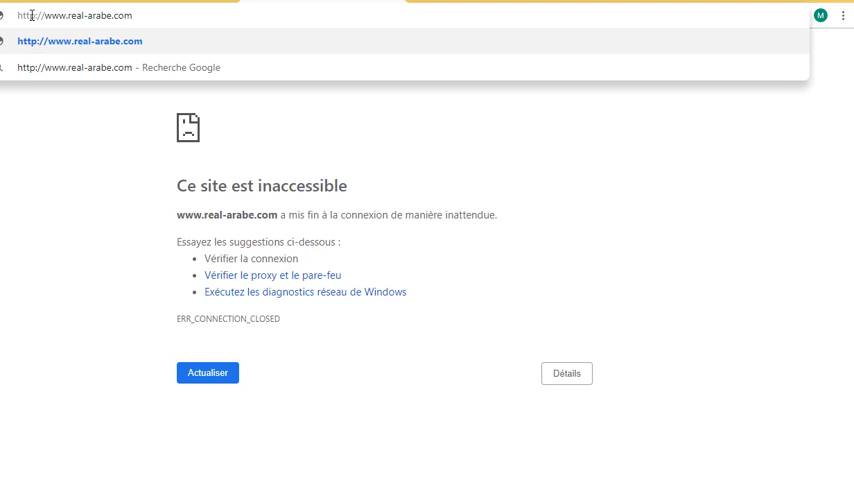 http://www.real-arabe.com
M
http://www.real-arabe.com
http://www.real-arabe.com - Recherche Google
Ce site est inaccessible
www.real-arabe.com a mis fin à la connexion de manière inattendue.
Essayez les suggestions ci-dessous :
Vérifier la connexion
Vérifier le proxy et le pare-feu
Exécutez les diagnostics réseau de Windows
ERR_CONNECTION_CLOSED
Actualiser
Détails